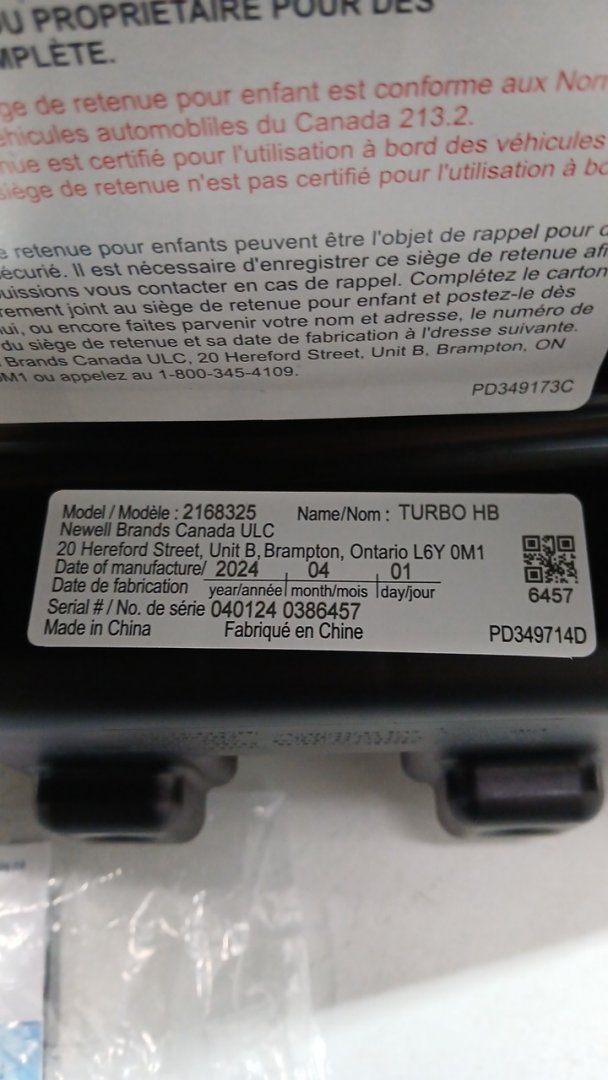 PROPRIÉTAIRE POUR DES
MPLÈTE.
ge de retenue pour enfant est conforme aux
automobliles du Canada 213.2.
nue est certifié pour l'utilisation à bord des véhicules
siège de retenue n'est pas certifié pour l'utilisation à
retenue pour enfants peuvent être l'objet de rappel pour
écurié. Il est nécessaire d'enregistrer ce siège de retenue afi
uissions vous contacter en cas de rappel. Complétez le carton
rement joint au siège de retenue pour enfant et postez-le dès
ui, ou encore faites parvenir votre nom et adresse, le numéro de
du siège de retenue et sa date de fabrication à l'dresse suivante.
Brands Canada ULC, 20 Hereford Street, Unit B, Brampton, ON
0M1 ou appelez au 1-800-345-4109.
PD349173C
Model / Modèle : 2168325 Name/Nom : TURBO HB
Newell Brands Canada ULC
20 Hereford Street, Unit B, Brampton, Ontario L6Y 0M1
Date of manufacture/ 2024 04 01
Date de fabrication year/année month/mois day/jour
6457
Serial # / No. de série 040124 0386457
Made in China Fabriqué en Chine PD349714D